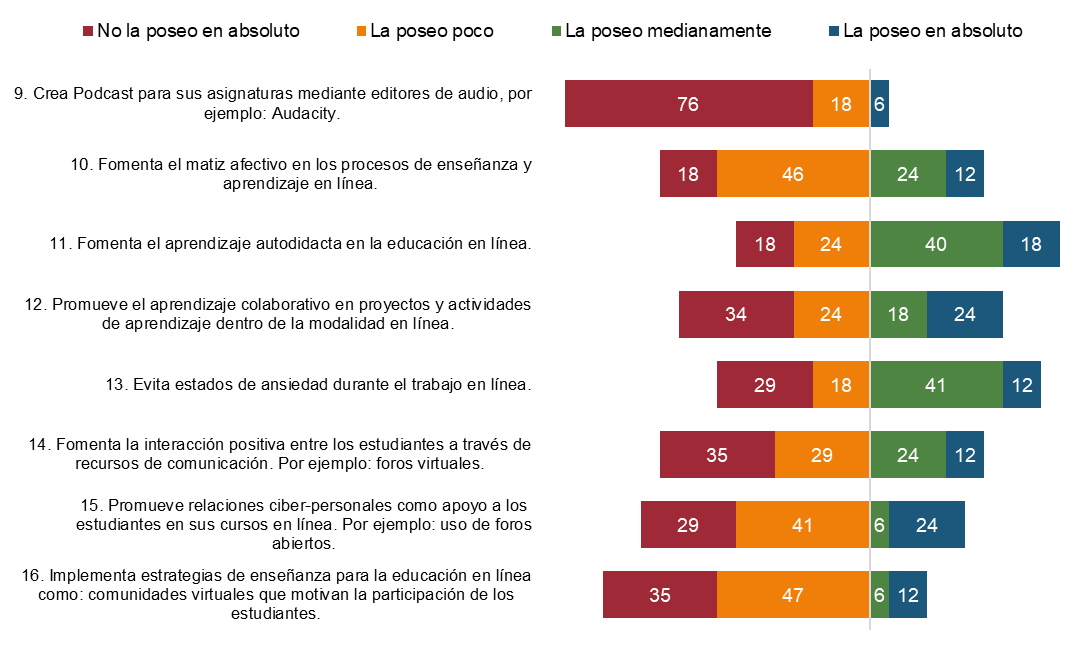 No la poseo en absoluto La poseo poco La poseo medianamente La poseo en absoluto
9. Crea Podcast para sus asignaturas mediante editores de audio, por
ejemplo: Audacity.
76 18 6
10. Fomenta el matiz afectivo en los procesos de enseñanza y
aprendizaje en línea.
18 46 24 12
11. Fomenta el aprendizaje autodidacta en la educación en línea.
18 24 40 18
12. Promueve el aprendizaje colaborativo en proyectos y actividades
de aprendizaje dentro de la modalidad en línea.
34 24 18 24
13. Evita estados de ansiedad durante el trabajo en línea.
29 18 41 12
14. Fomenta la interacción positiva entre los estudiantes a través de
recursos de comunicación. Por ejemplo: foros virtuales.
35 29 24 12
15. Promueve relaciones ciber-personales como apoyo a los
estudiantes en sus cursos en línea. Por ejemplo: uso de foros
abiertos.
29 41 6 24
16. Implementa estrategias de enseñanza para la educación en línea
como: comunidades virtuales que motivan la participación de los
estudiantes.
35 47 6 12